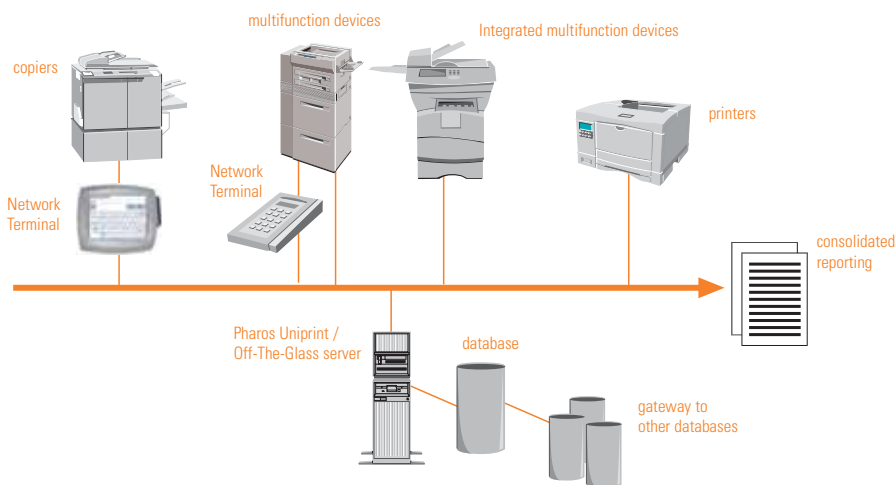 multifunction devices
Integrated multifunction devices
copiers
printers
Network
Terminal
Network
Terminal
consolidated
reporting
Pharos Uniprint /
Off-The-Glass server
database
gateway to
other databases